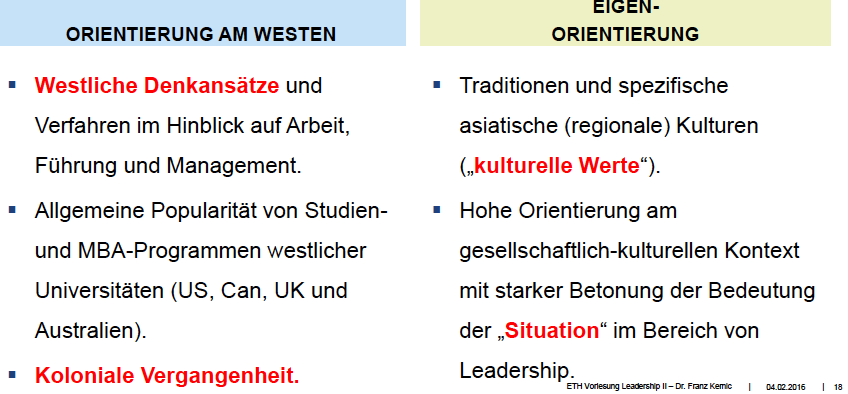 ORIENTIERUNG AM WESTEN
▪ Westliche Denkansätze und
Verfahren im Hinblick auf Arbeit,
Führung und Management.
▪ Allgemeine Popularität von Studien-
und MBA-Programmen westlicher
Universitäten (US, Can, UK und
Australien).
▪ Koloniale Vergangenheit.
EIGEN-
ORIENTIERUNG
▪ Traditionen und spezifische
asiatische (regionale) Kulturen
(„kulturelle Werte“).
▪ Hohe Orientierung am
gesellschaftlich-kulturellen Kontext
mit starker Betonung der Bedeutung
der „Situation“ im Bereich von
Leadership.
ETH Vorlesung Leadership II – Dr. Franz Kernic | 04.02.2016 | 18